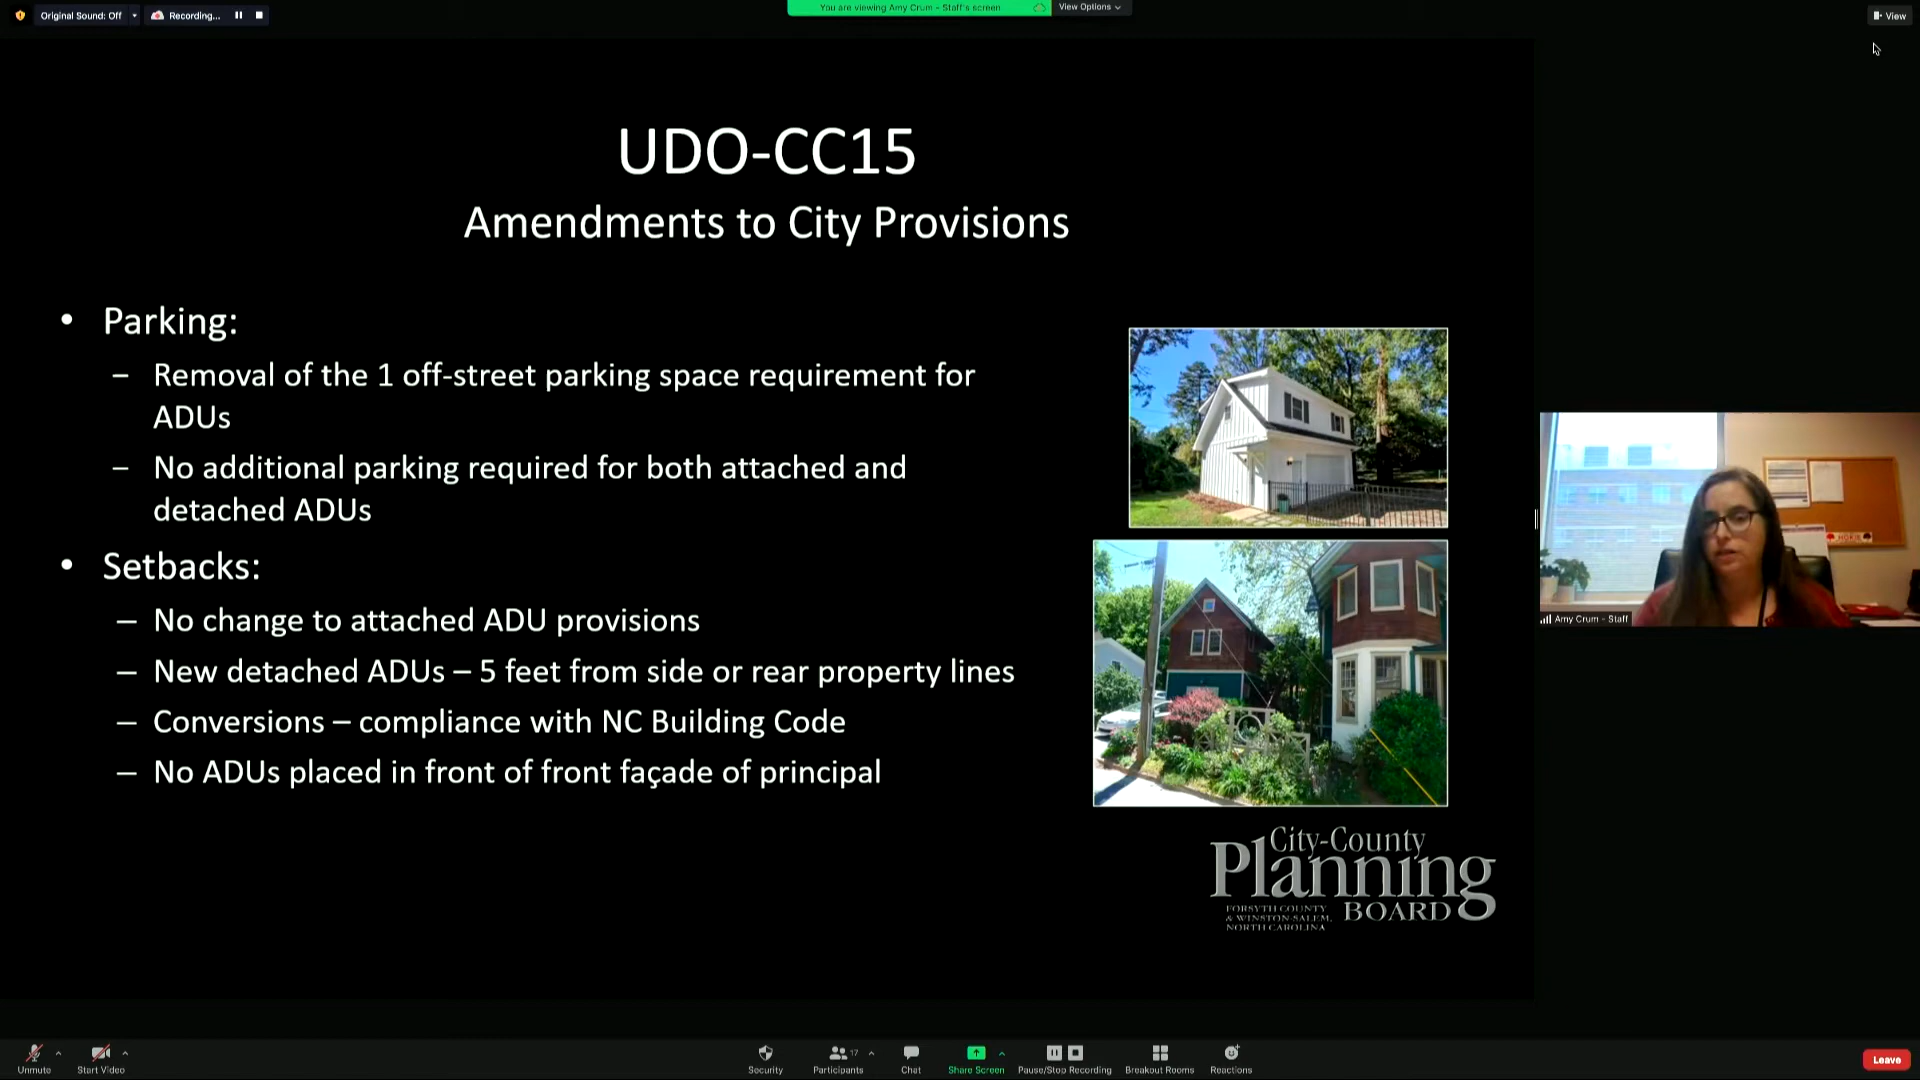 Original Sound: Off
Recording...
You are viewing Amy Crum - Staff's screen
View Options
View
UDO-CC15
Amendments to City Provisions
• Parking:
– Removal of the 1 off-street parking space requirement for
ADUs
– No additional parking required for both attached and
detached ADUs
• Setbacks:
– No change to attached ADU provisions
– New detached ADUs – 5 feet from side or rear property lines
– Conversions – compliance with NC Building Code
– No ADUs placed in front of front façade of principal
Amy Crum - Staff
City-County
Planning
BOARD
FORSYTH COUNTY
& WINSTON-SALEM,
NORTH CAROLINA
Unmute
Start Video
Security
Participants
17
Chat
Share Screen
Pause/Stop Recording
Breakout Rooms
Reactions
Leave